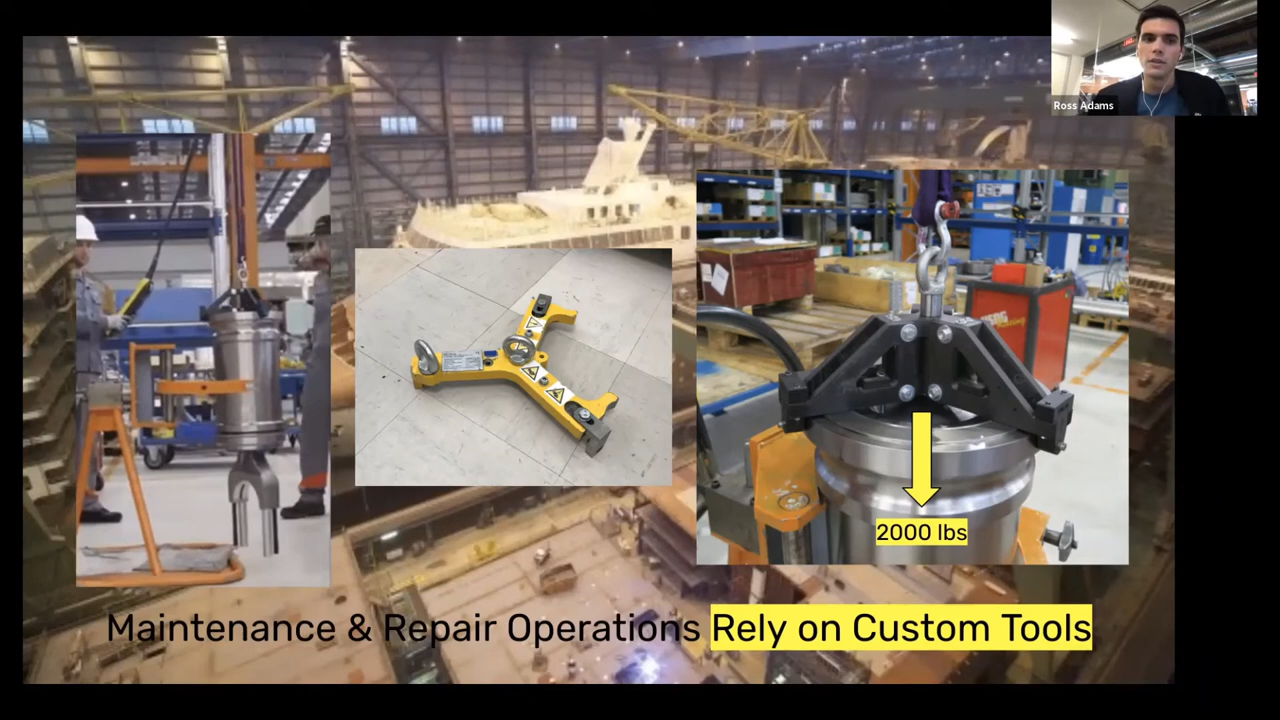 Ross Adams
2000 lbs
Maintenance & Repair Operations Rely on Custom Tools